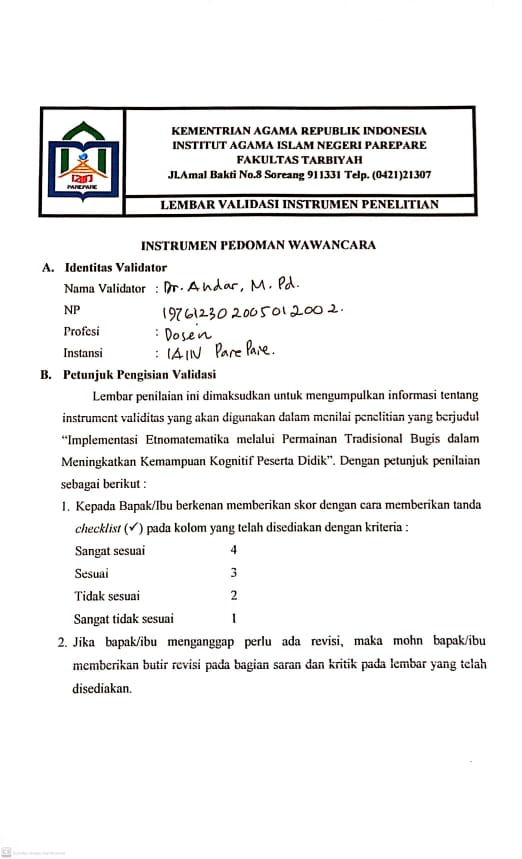 KEMENTRIAN AGAMA REPUBLIK INDONESIA
INSTITUT AGAMA ISLAM NEGERI PAREPARE
FAKULTAS TARBIYAH
Jl.Amal Bakti No.8 Soreang 911331 Telp. (0421)21307
IAIN
PAREPARE
LEMBAR VALIDASI INSTRUMEN PENELITIAN
INSTRUMEN PEDOMAN WAWANCARA
A. Identitas Validator
Nama Validator : Dr. Andar, M. Pd.
NP 197612302005012002.
Profesi : Dosen
Instansi : IAIN ParePare.
B. Petunjuk Pengisian Validasi
Lembar penilaian ini dimaksudkan untuk mengumpulkan informasi tentang
instrument validitas yang akan digunakan dalam menilai penelitian yang berjudul
“Implementasi Etnomatematika melalui Permainan Tradisional Bugis dalam
Meningkatkan Kemampuan Kognitif Peserta Didik”. Dengan petunjuk penilaian
sebagai berikut :
1. Kepada Bapak/Ibu berkenan memberikan skor dengan cara memberikan tanda
checklist (✓) pada kolom yang telah disediakan dengan kriteria :
Sangat sesuai 4
Sesuai 3
Tidak sesuai 2
Sangat tidak sesuai 1
2. Jika bapak/ibu menganggap perlu ada revisi, maka mohn bapak/ibu
memberikan butir revisi pada bagian saran dan kritik pada lembar yang telah
disediakan.